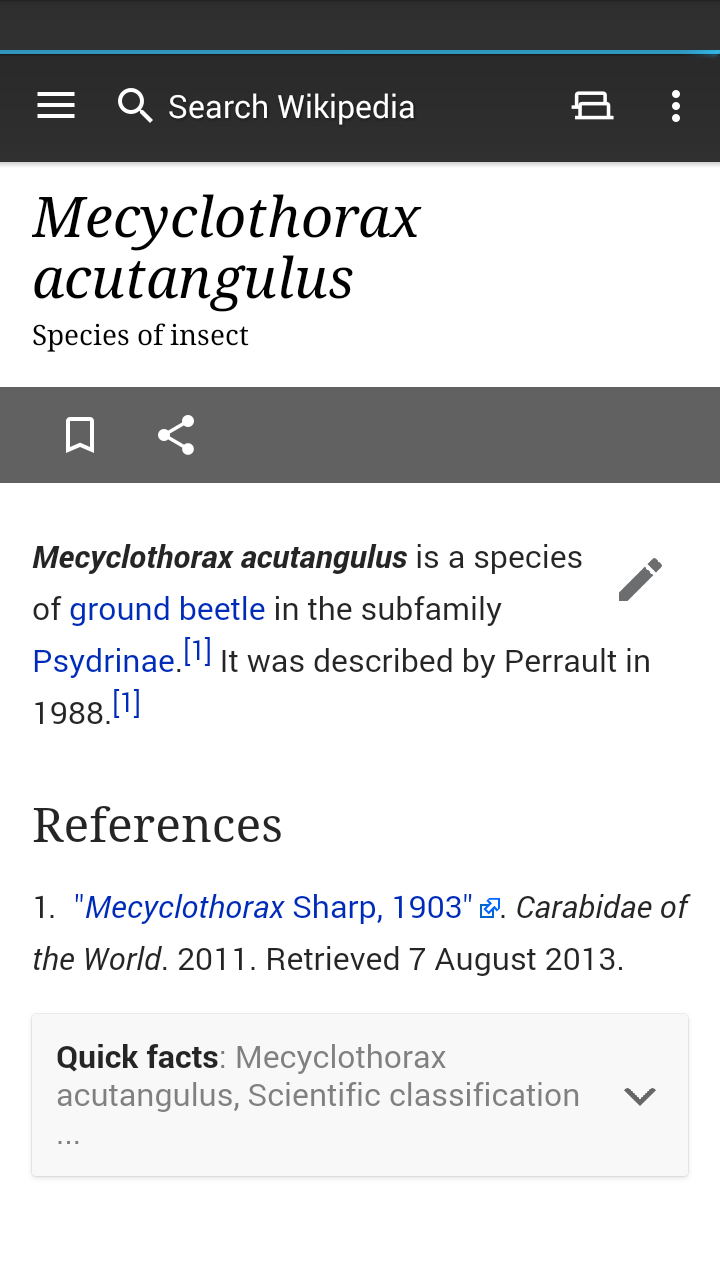 Search Wikipedia
Mecyclothorax
acutangulus
Species of insect
Mecyclothorax acutangulus is a species
of ground beetle in the subfamily
Psydrinae.[1] It was described by Perrault in
1988.[1]
References
1. "Mecyclothorax Sharp, 1903" . Carabidae of
the World. 2011. Retrieved 7 August 2013.
Quick facts: Mecyclothorax
acutangulus, Scientific classification
...